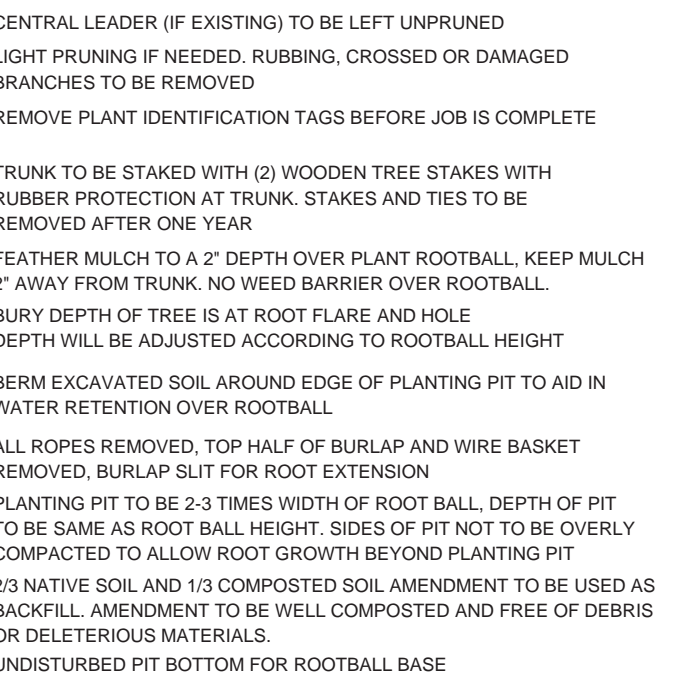 CENTRAL LEADER (IF EXISTING) TO BE LEFT UNPRUNED
LIGHT PRUNING IF NEEDED. RUBBING, CROSSED OR DAMAGED
BRANCHES TO BE REMOVED
REMOVE PLANT IDENTIFICATION TAGS BEFORE JOB IS COMPLETE
TRUNK TO BE STAKED WITH (2) WOODEN TREE STAKES WITH
RUBBER PROTECTION AT TRUNK. STAKES AND TIES TO BE
REMOVED AFTER ONE YEAR
FEATHER MULCH TO A 2" DEPTH OVER PLANT ROOTBALL, KEEP MULCH
2" AWAY FROM TRUNK. NO WEED BARRIER OVER ROOTBALL.
BURY DEPTH OF TREE IS AT ROOT FLARE AND HOLE
DEPTH WILL BE ADJUSTED ACCORDING TO ROOTBALL HEIGHT
BERM EXCAVATED SOIL AROUND EDGE OF PLANTING PIT TO AID IN
WATER RETENTION OVER ROOTBALL
ALL ROPES REMOVED, TOP HALF OF BURLAP AND WIRE BASKET
REMOVED, BURLAP SLIT FOR ROOT EXTENSION
PLANTING PIT TO BE 2-3 TIMES WIDTH OF ROOT BALL, DEPTH OF PIT
TO BE SAME AS ROOT BALL HEIGHT. SIDES OF PIT NOT TO BE OVERLY
COMPACTED TO ALLOW ROOT GROWTH BEYOND PLANTING PIT
2/3 NATIVE SOIL AND 1/3 COMPOSTED SOIL AMENDMENT TO BE USED AS
BACKFILL. AMENDMENT TO BE WELL COMPOSTED AND FREE OF DEBRIS
OR DELETERIOUS MATERIALS.
UNDISTURBED PIT BOTTOM FOR ROOTBALL BASE